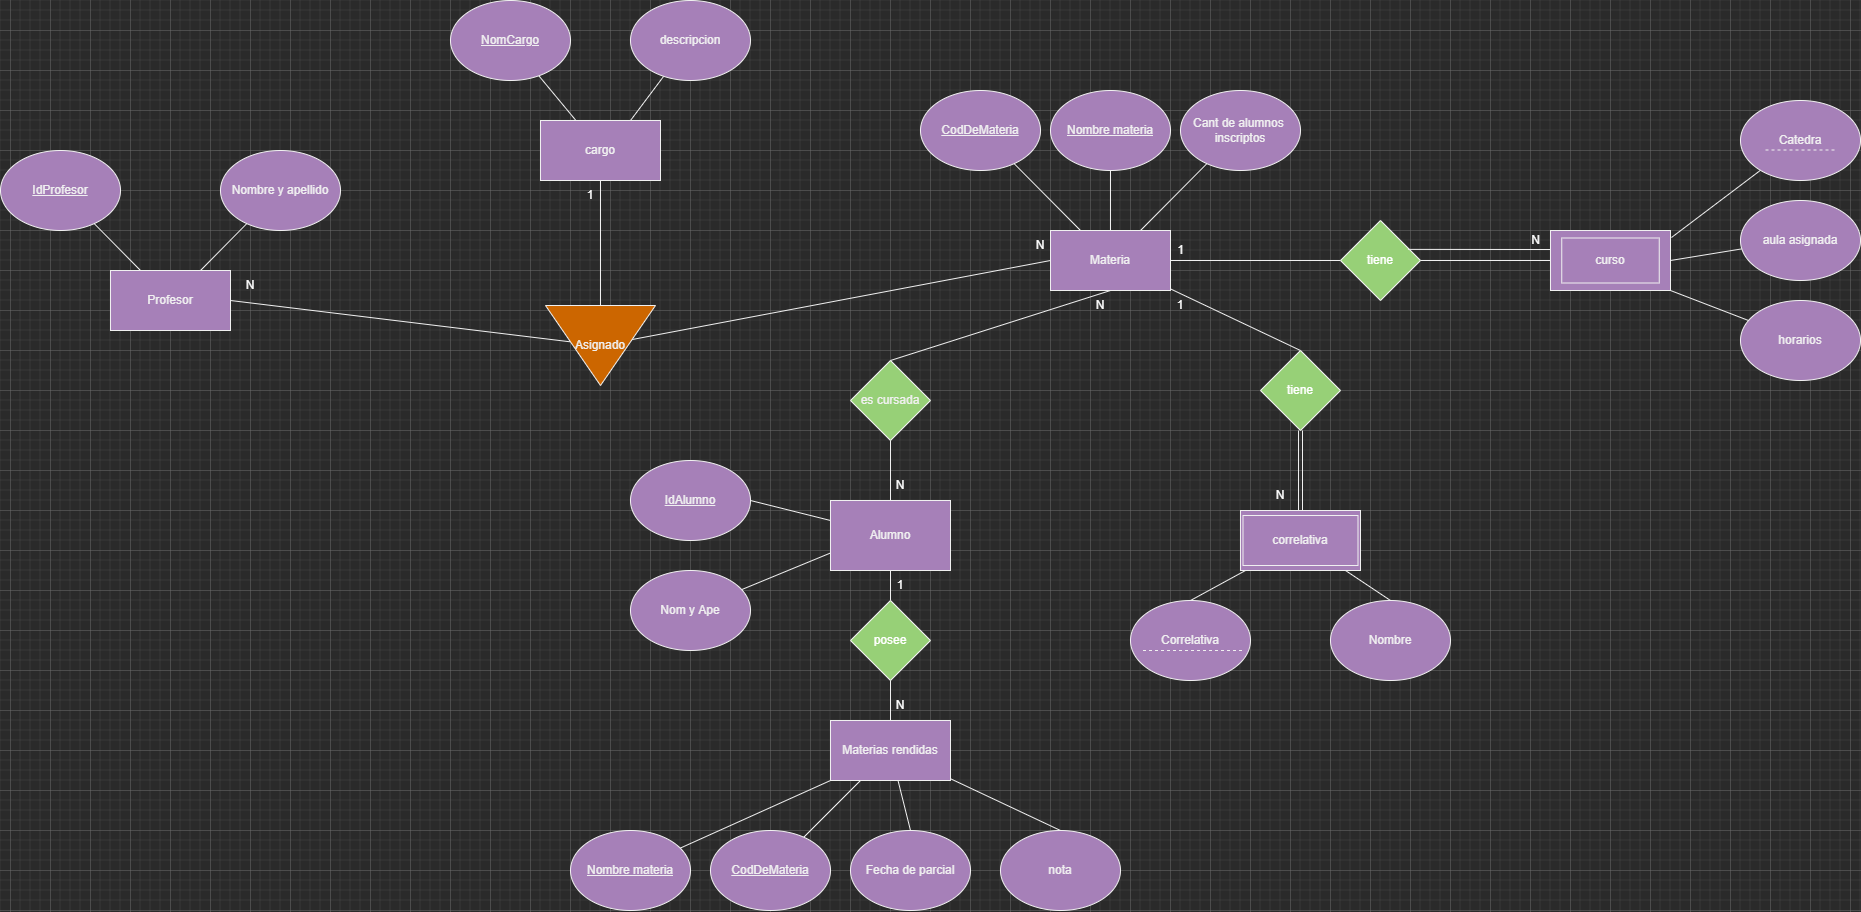 NomCargo
descripcion
cargo
1
IdProfesor
Nombre y apellido
Profesor
N
Asignado
CodDeMateria
Nombre materia
Cant de alumnos
inscriptos
N
Materia
1
tiene
N
curso
Catedra
aula asignada
horarios
N
1
es cursada
tiene
N
N
IdAlumno
Alumno
Nom y Ape
1
posee
N
correlativa
Correlativa
Nombre
Materias rendidas
Nombre materia
CodDeMateria
Fecha de parcial
nota